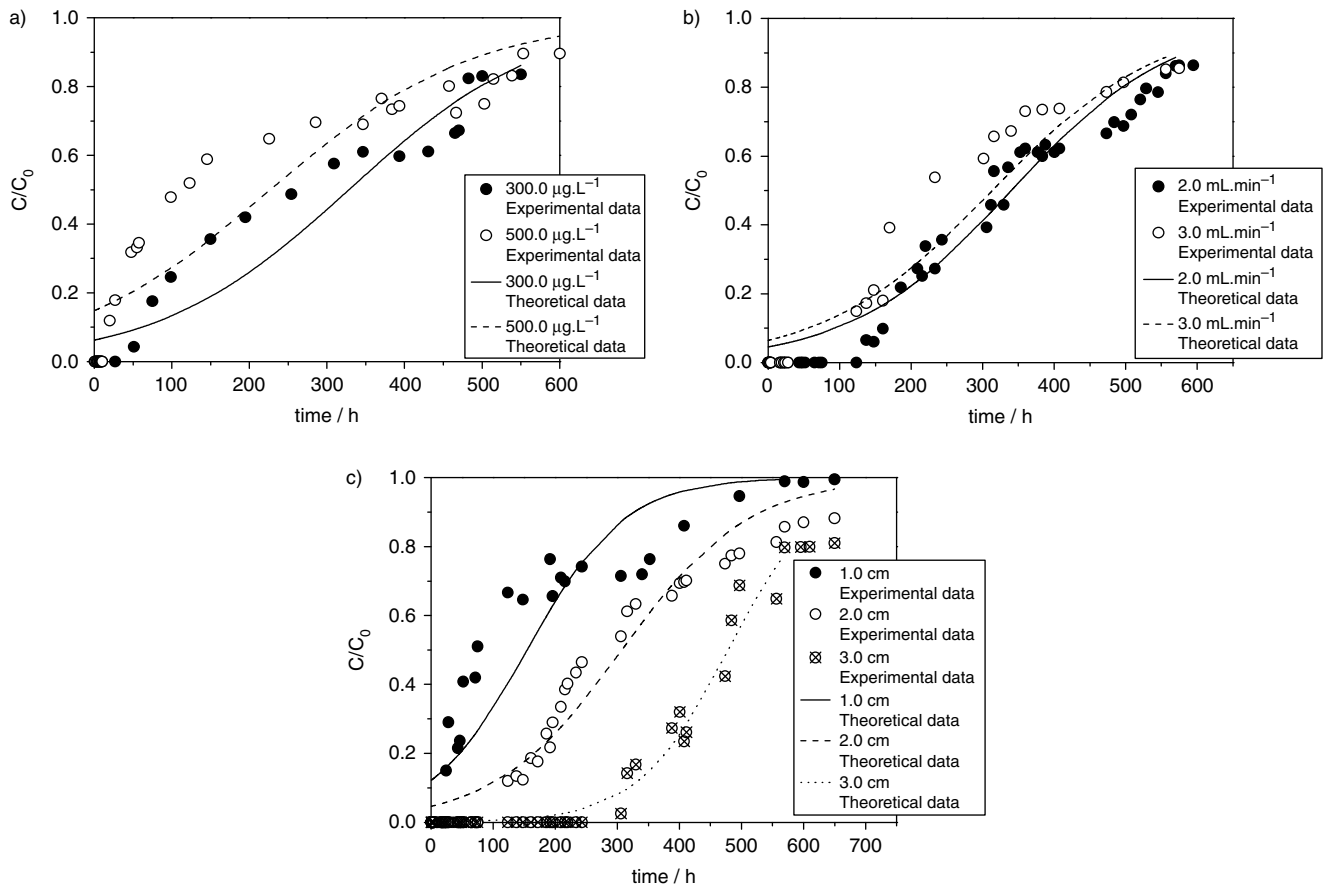 a)
C/C₀
1.0
0.8
0.6
0.4
0.2
0.0
0 100 200 300 400 500 600
time / h
300.0 µg.L⁻¹
Experimental data
500.0 µg.L⁻¹
Experimental data
300.0 µg.L⁻¹
Theoretical data
500.0 µg.L⁻¹
Theoretical data
b)
C/C₀
1.0
0.8
0.6
0.4
0.2
0.0
0 100 200 300 400 500 600
time / h
2.0 mL.min⁻¹
Experimental data
3.0 mL.min⁻¹
Experimental data
2.0 mL.min⁻¹
Theoretical data
3.0 mL.min⁻¹
Theoretical data
c)
C/C₀
1.0
0.8
0.6
0.4
0.2
0.0
0 100 200 300 400 500 600 700
time / h
1.0 cm
Experimental data
2.0 cm
Experimental data
3.0 cm
Experimental data
1.0 cm
Theoretical data
2.0 cm
Theoretical data
3.0 cm
Theoretical data